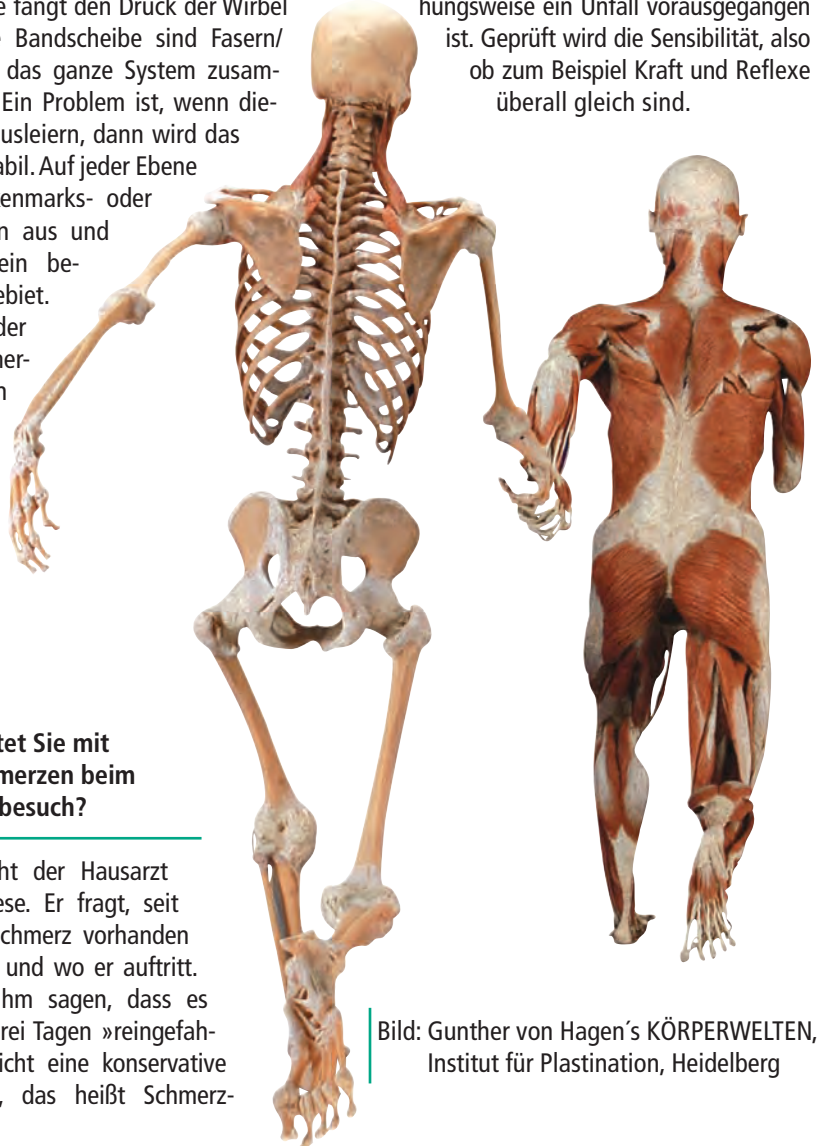 e fängt den Druck der Wirbel
e Bandscheibe sind Fasern/
das ganze System zusam-
Ein Problem ist, wenn die-
usleiern, dann wird das
abil. Auf jeder Ebene
kenmarks- oder
n aus und
ein be-
ebiet.
der
mer-
n
tet Sie mit
merzen beim
besuch?
ht der Hausarzt
ese. Er fragt, seit
chmerz vorhanden
und wo er auftritt.
hm sagen, dass es
rei Tagen »reingefah-
icht eine konservative
, das heißt Schmerz-
hungsweise ein Unfall vorausgegangen
ist. Geprüft wird die Sensibilität, also
ob zum Beispiel Kraft und Reflexe
überall gleich sind.
Bild: Gunther von Hagen´s KÖRPERWELTEN,
Institut für Plastination, Heidelberg